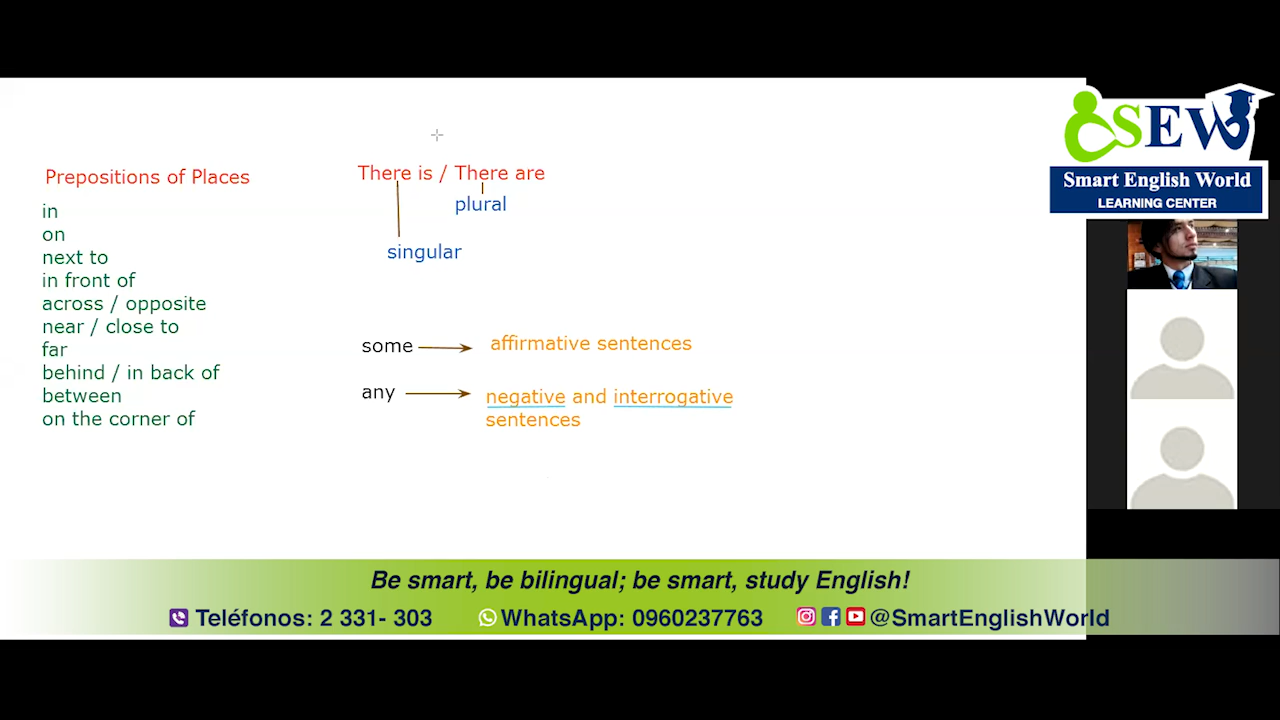 Prepositions of Places
in
on
next to
in front of
across / opposite
near / close to
far
behind / in back of
between
on the corner of
There is / There are
plural
singular
some
affirmative sentences
any
negative and interrogative
sentences
SEW
Smart English World
LEARNING CENTER
Be smart, be bilingual; be smart, study English!
Teléfonos: 2 331- 303 WhatsApp: 0960237763 @SmartEnglishWorld